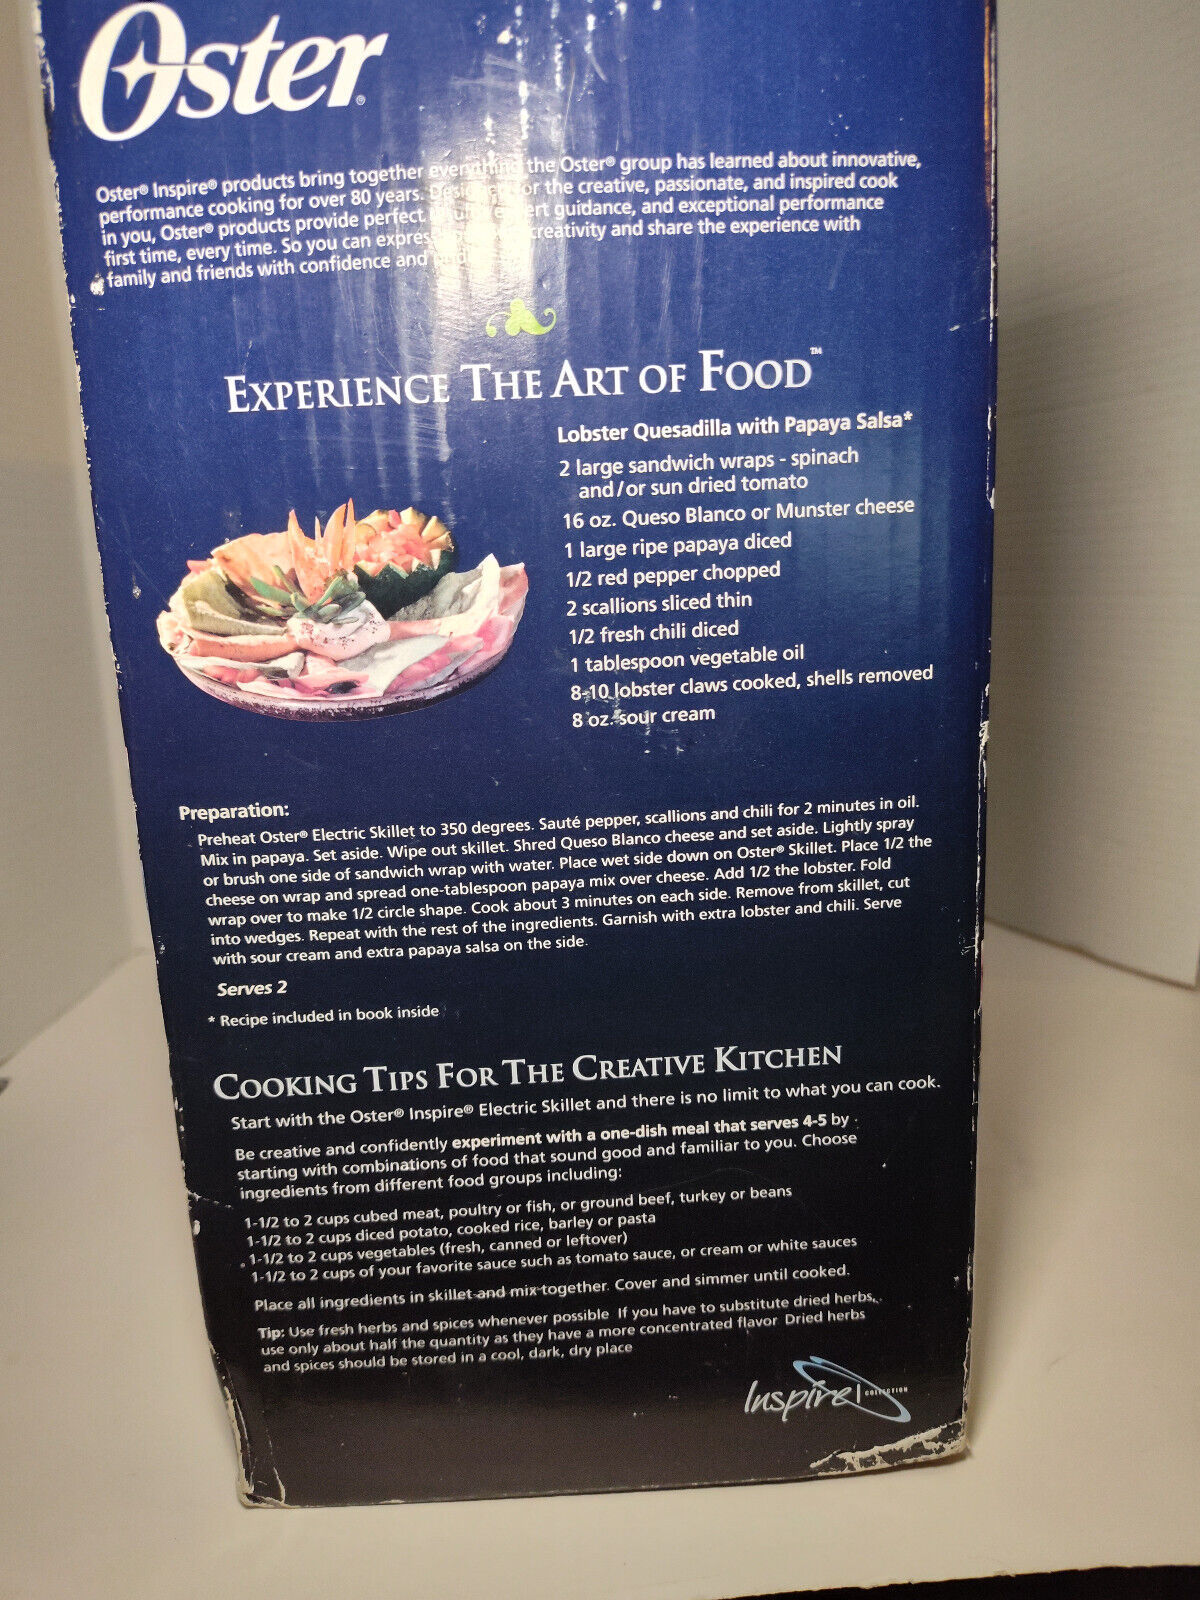 Oster®
Oster® Inspire® products bring together everything the Oster® group has learned about innovative,
performance cooking for over 80 years. Designed for the creative, passionate, and inspired cook
in you, Oster® products provide perfect guidance, and exceptional performance
first time, every time. So you can express creativity and share the experience with
family and friends with confidence and
EXPERIENCE THE ART OF FOOD™
Lobster Quesadilla with Papaya Salsa*
2 large sandwich wraps - spinach
and/or sun dried tomato
16 oz. Queso Blanco or Munster cheese
1 large ripe papaya diced
1/2 red pepper chopped
2 scallions sliced thin
1/2 fresh chili diced
1 tablespoon vegetable oil
8-10 lobster claws cooked, shells removed
8 oz. sour cream
Preparation:
Preheat Oster® Electric Skillet to 350 degrees. Sauté pepper, scallions and chili for 2 minutes in oil.
Mix in papaya. Set aside. Wipe out skillet. Shred Queso Blanco cheese and set aside. Lightly spray
or brush one side of sandwich wrap with water. Place wet side down on Oster® Skillet. Place 1/2 the
cheese on wrap and spread one-tablespoon papaya mix over cheese. Add 1/2 the lobster. Fold
wrap over to make 1/2 circle shape. Cook about 3 minutes on each side. Remove from skillet, cut
into wedges. Repeat with the rest of the ingredients. Garnish with extra lobster and chili. Serve
with sour cream and extra papaya salsa on the side.
Serves 2
* Recipe included in book inside
COOKING TIPS FOR THE CREATIVE KITCHEN
Start with the Oster® Inspire® Electric Skillet and there is no limit to what you can cook.
Be creative and confidently experiment with a one-dish meal that serves 4-5 by
starting with combinations of food that sound good and familiar to you. Choose
ingredients from different food groups including:
1-1/2 to 2 cups cubed meat, poultry or fish, or ground beef, turkey or beans
1-1/2 to 2 cups diced potato, cooked rice, barley or pasta
1-1/2 to 2 cups vegetables (fresh, canned or leftover)
1-1/2 to 2 cups of your favorite sauce such as tomato sauce, or cream or white sauces
Place all ingredients in skillet and mix together. Cover and simmer until cooked.
Tip: Use fresh herbs and spices whenever possible If you have to substitute dried herbs,
use only about half the quantity as they have a more concentrated flavor Dried herbs
and spices should be stored in a cool, dark, dry place
Inspire | COLLECTION